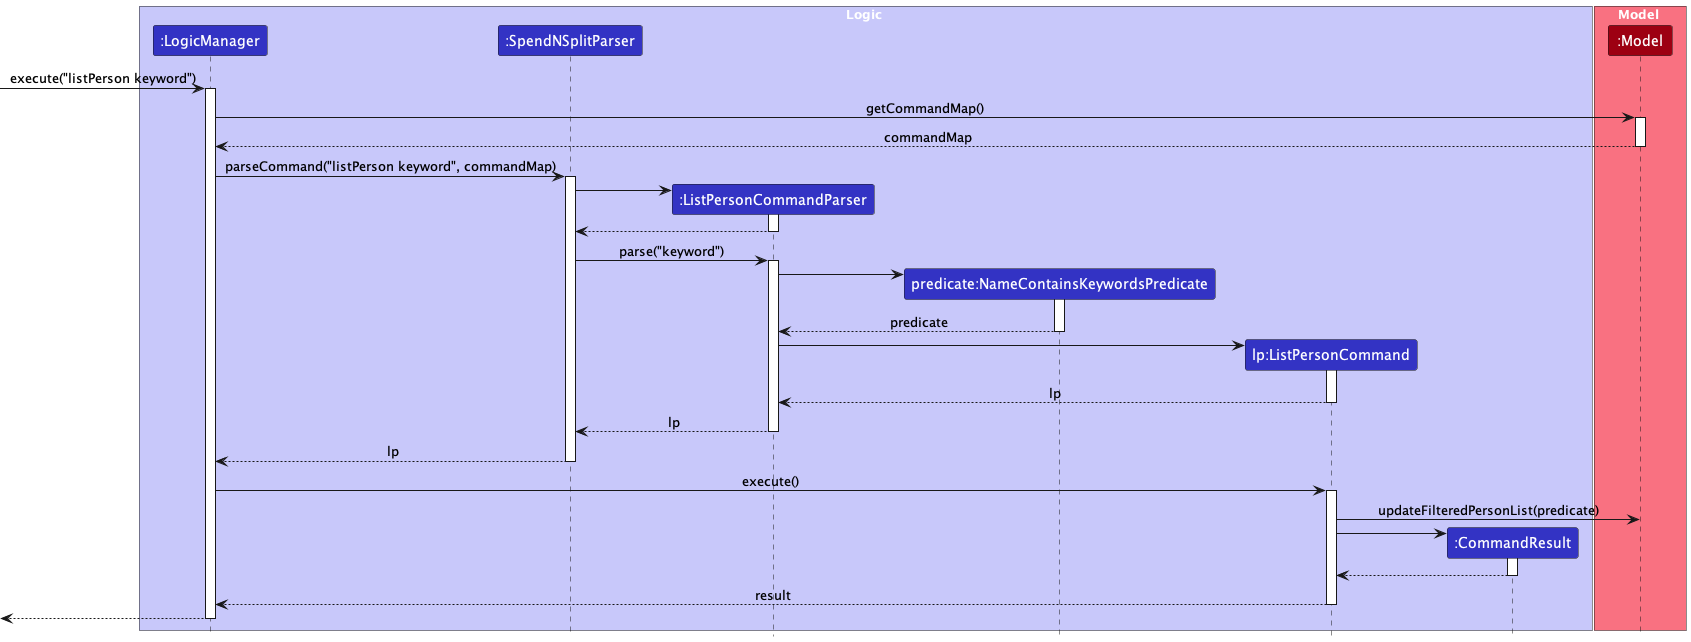 Logic
Model
:LogicManager
:SpendNSplitParser
:Model
execute("listPerson keyword")
getCommandMap()
commandMap
parseCommand("listPerson keyword", commandMap)
:ListPersonCommandParser
parse("keyword")
predicate:NameContainsKeywordsPredicate
predicate
lp:ListPersonCommand
lp
lp
lp
execute()
updateFilteredPersonList(predicate)
:CommandResult
result